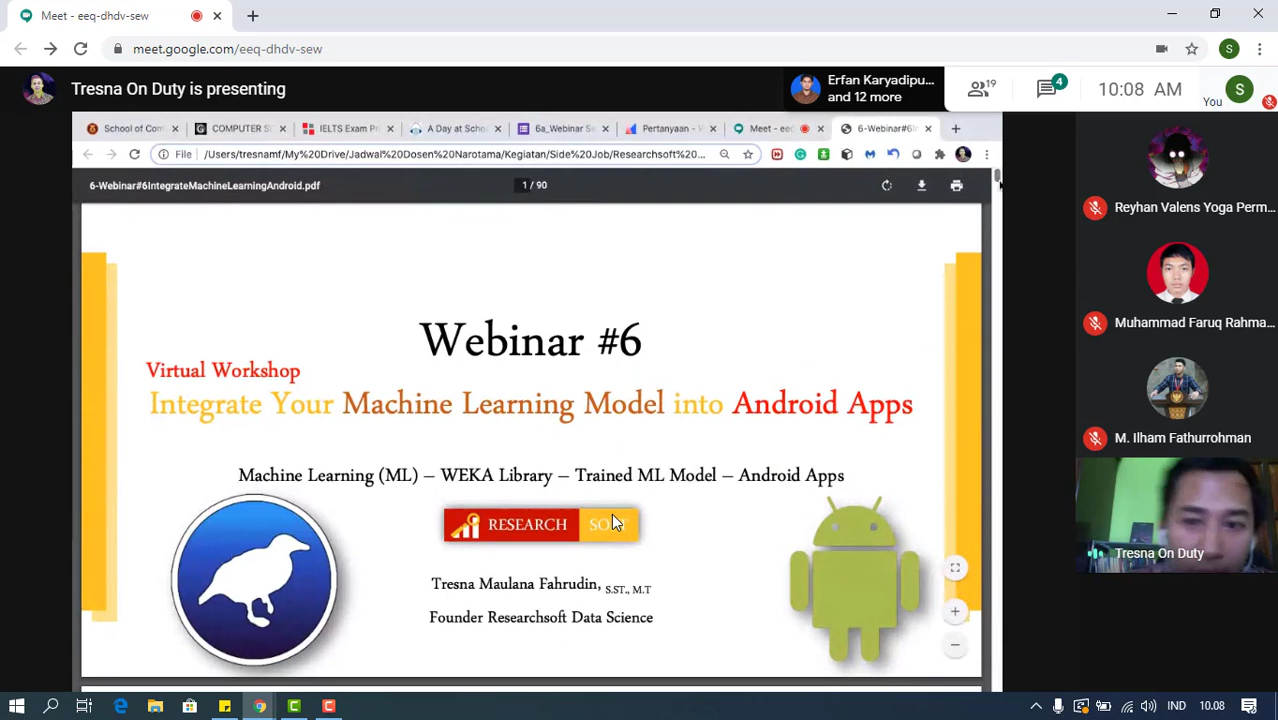 Meet - eeq-dhdv-sew
meet.google.com/eeq-dhdv-sew
S
Tresna On Duty is presenting
Erfan Karyadipu...
and 12 more
19
4
10:08 AM
You
S
School of Com
COMPUTER S
IELTS Exam Pr
A Day at Scho
6a_Webinar Se
Pertanyaan - W
Meet - eec
6-Webinar#6In
File
/Users/tresnamf/My%20Drive/Jadwal%20Dosen%20Narotama/Kegiatan/Side%20Job/Researchsoft%20...
6-Webinar#6IntegrateMachineLearningAndroid.pdf
1 / 90
Webinar #6
Virtual Workshop
Integrate Your Machine Learning Model into Android Apps
Machine Learning (ML) – WEKA Library – Trained ML Model – Android Apps
RESEARCH
Tresna Maulana Fahrudin, S.ST., M.T
Founder Researchsoft Data Science
Reyhan Valens Yoga Perm...
Muhammad Faruq Rahma...
M. Ilham Fathurrohman
Tresna On Duty
IND
10.08